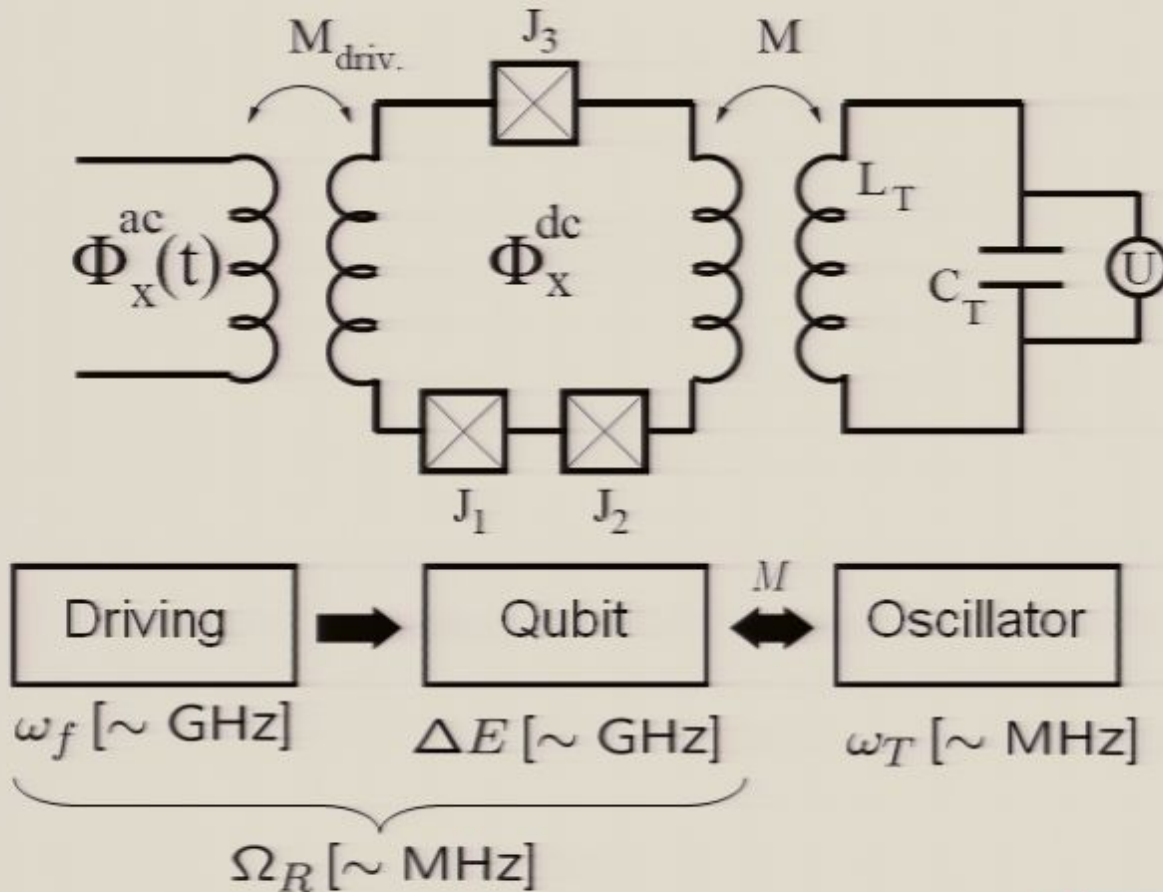 M_driv.
J_3
M
Φ_x^ac(t)
Φ_x^dc
L_T
C_T
U
J_1
J_2
Driving
Qubit
M
Oscillator
ω_f [~ GHz]
ΔE [~ GHz]
ω_T [~ MHz]
Ω_R [~ MHz]